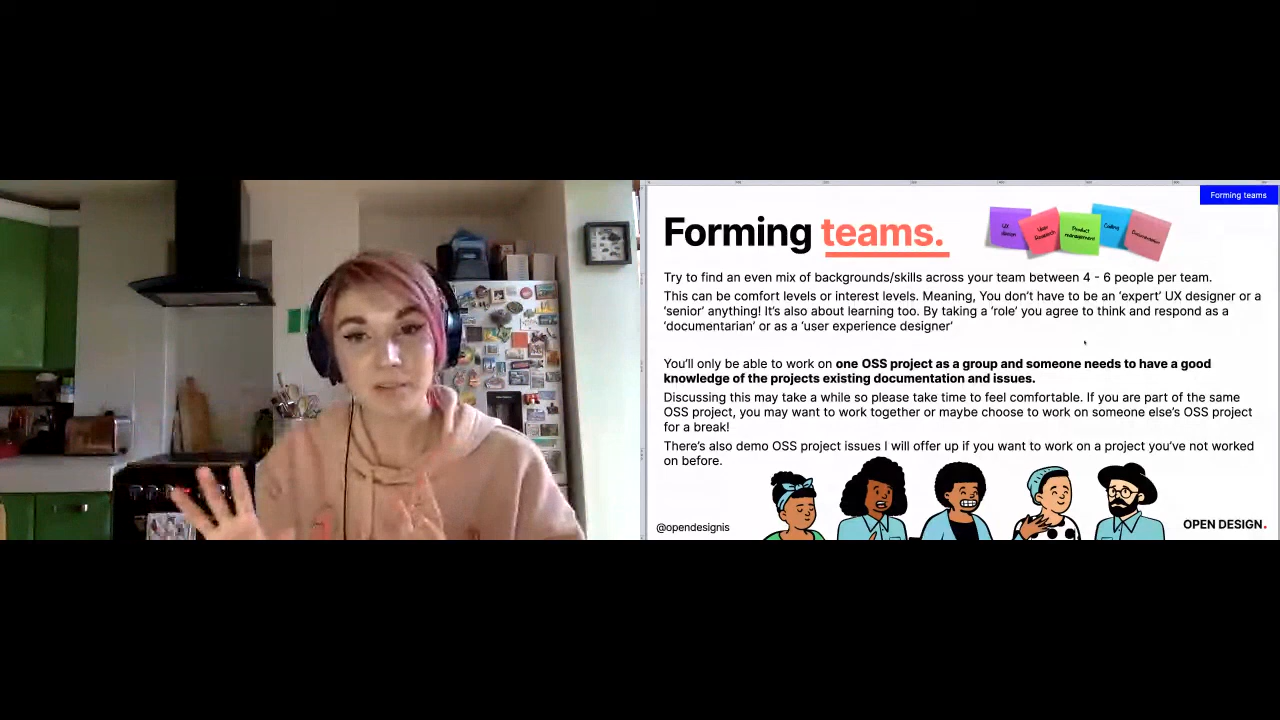 Forming teams
Forming teams.
UX design
User Research
Product management
Coding
Documentation
Try to find an even mix of backgrounds/skills across your team between 4 - 6 people per team.
This can be comfort levels or interest levels. Meaning, You don’t have to be an ‘expert’ UX designer or a
‘senior’ anything! It’s also about learning too. By taking a ‘role’ you agree to think and respond as a
‘documentarian’ or as a ‘user experience designer’
You’ll only be able to work on one OSS project as a group and someone needs to have a good
knowledge of the projects existing documentation and issues.
Discussing this may take a while so please take time to feel comfortable. If you are part of the same
OSS project, you may want to work together or maybe choose to work on someone else’s OSS project
for a break!
There’s also demo OSS project issues I will offer up if you want to work on a project you’ve not worked
on before.
@opendesignis
OPEN DESIGN.